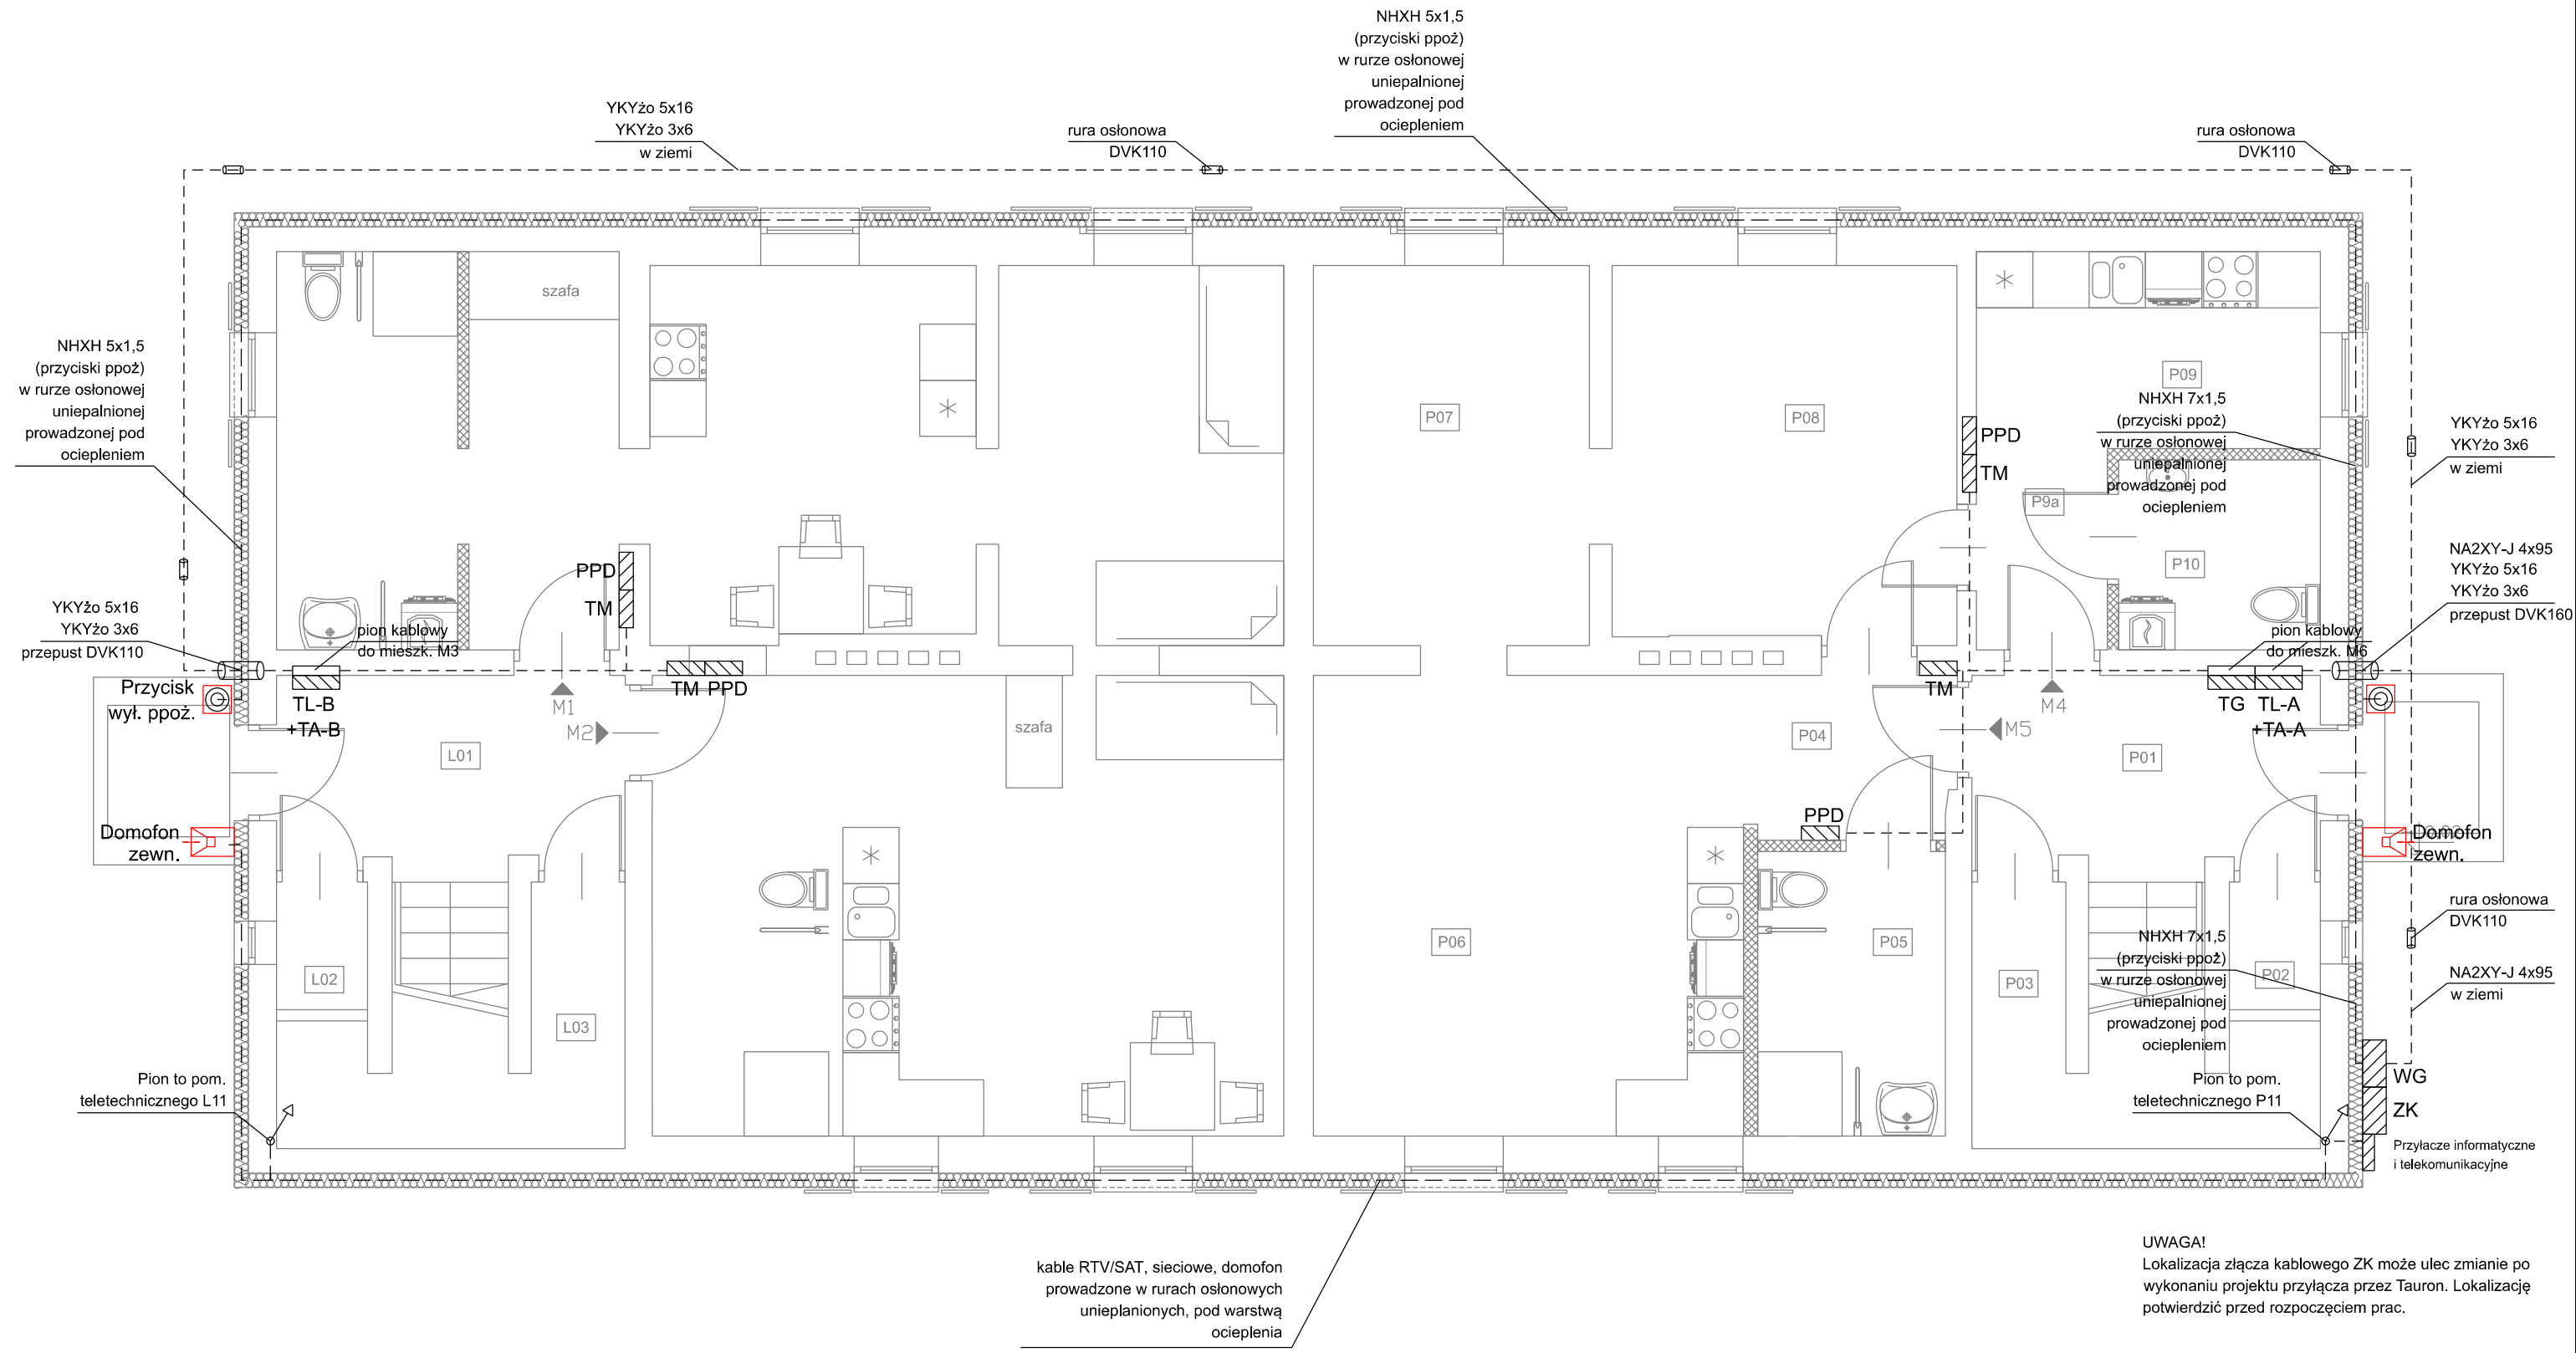 NHXH 5x1,5
(przyciski ppoż)
w rurze osłonowej
uniepalnionej
prowadzonej pod
ociepleniem
YKYżo 5x16
YKYżo 3x6
w ziemi
rura osłonowa
DVK110
rura osłonowa
DVK110
szafa
NHXH 5x1,5
(przyciski ppoż)
w rurze osłonowej
uniepalnionej
prowadzonej pod
ociepleniem
P07
P08
P09
NHXH 7x1,5
(przyciski ppoż)
w rurze osłonowej
uniepalnionej
prowadzonej pod
ociepleniem
YKYżo 5x16
YKYżo 3x6
w ziemi
PPD
TM
P9a
P10
NA2XY-J 4x95
YKYżo 5x16
YKYżo 3x6
przepust DVK160
PPD
TM
YKYżo 5x16
YKYżo 3x6
przepust DVK110
pion kablowy
do mieszk. M3
pion kablowy
do mieszk. M6
Przycisk
wył. ppoż.
TL-B
+TA-B
M1
M2
TM PPD
szafa
TM
M4
M5
TG
TL-A
+TA-A
L01
P04
P01
PPD
Domofon
zewn.
Domofon
zewn.
rura osłonowa
DVK110
P06
P05
NHXH 7x1,5
(przyciski ppoż)
w rurze osłonowej
uniepalnionej
prowadzonej pod
ociepleniem
L02
P03
P02
NA2XY-J 4x95
w ziemi
L03
Pion to pom.
teletechnicznego L11
Pion to pom.
teletechnicznego P11
WG
ZK
Przyłacze informatyczne
i telekomunikacyjne
kable RTV/SAT, sieciowe, domofon
prowadzone w rurach osłonowych
unieplanionych, pod warstwą
ocieplenia
UWAGA!
Lokalizacja złącza kablowego ZK może ulec zmianie po
wykonaniu projektu przyłącza przez Tauron. Lokalizację
potwierdzić przed rozpoczęciem prac.